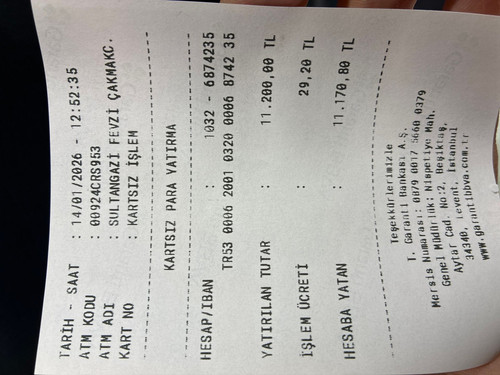 TARİH - SAAT : 14/01/2026 - 12:52:35
ATM KODU : 00924CRS953
ATM ADI : SULTANGAZİ FEVZİ ÇAKMAKC.
KART NO : KARTSIZ İŞLEM
KARTSIZ PARA YATIRMA
HESAP/IBAN : 1032 - 6874235
TR53 0006 2001 0320 0006 8742 35
YATIRILAN TUTAR : 11.200,00 TL
İŞLEM ÜCRETİ : 29,20 TL
HESABA YATAN : 11.170,80 TL
Teşekkürlerimizle
T. Garanti Bankası A.Ş.
Mersis Numarası: 0879 0017 5660 0379
Genel Müdürlük: Nispetiye Mah.
Aytar Cad. No:2, Beşiktaş,
34340, Levent, İstanbul
www.garantibbva.com.tr